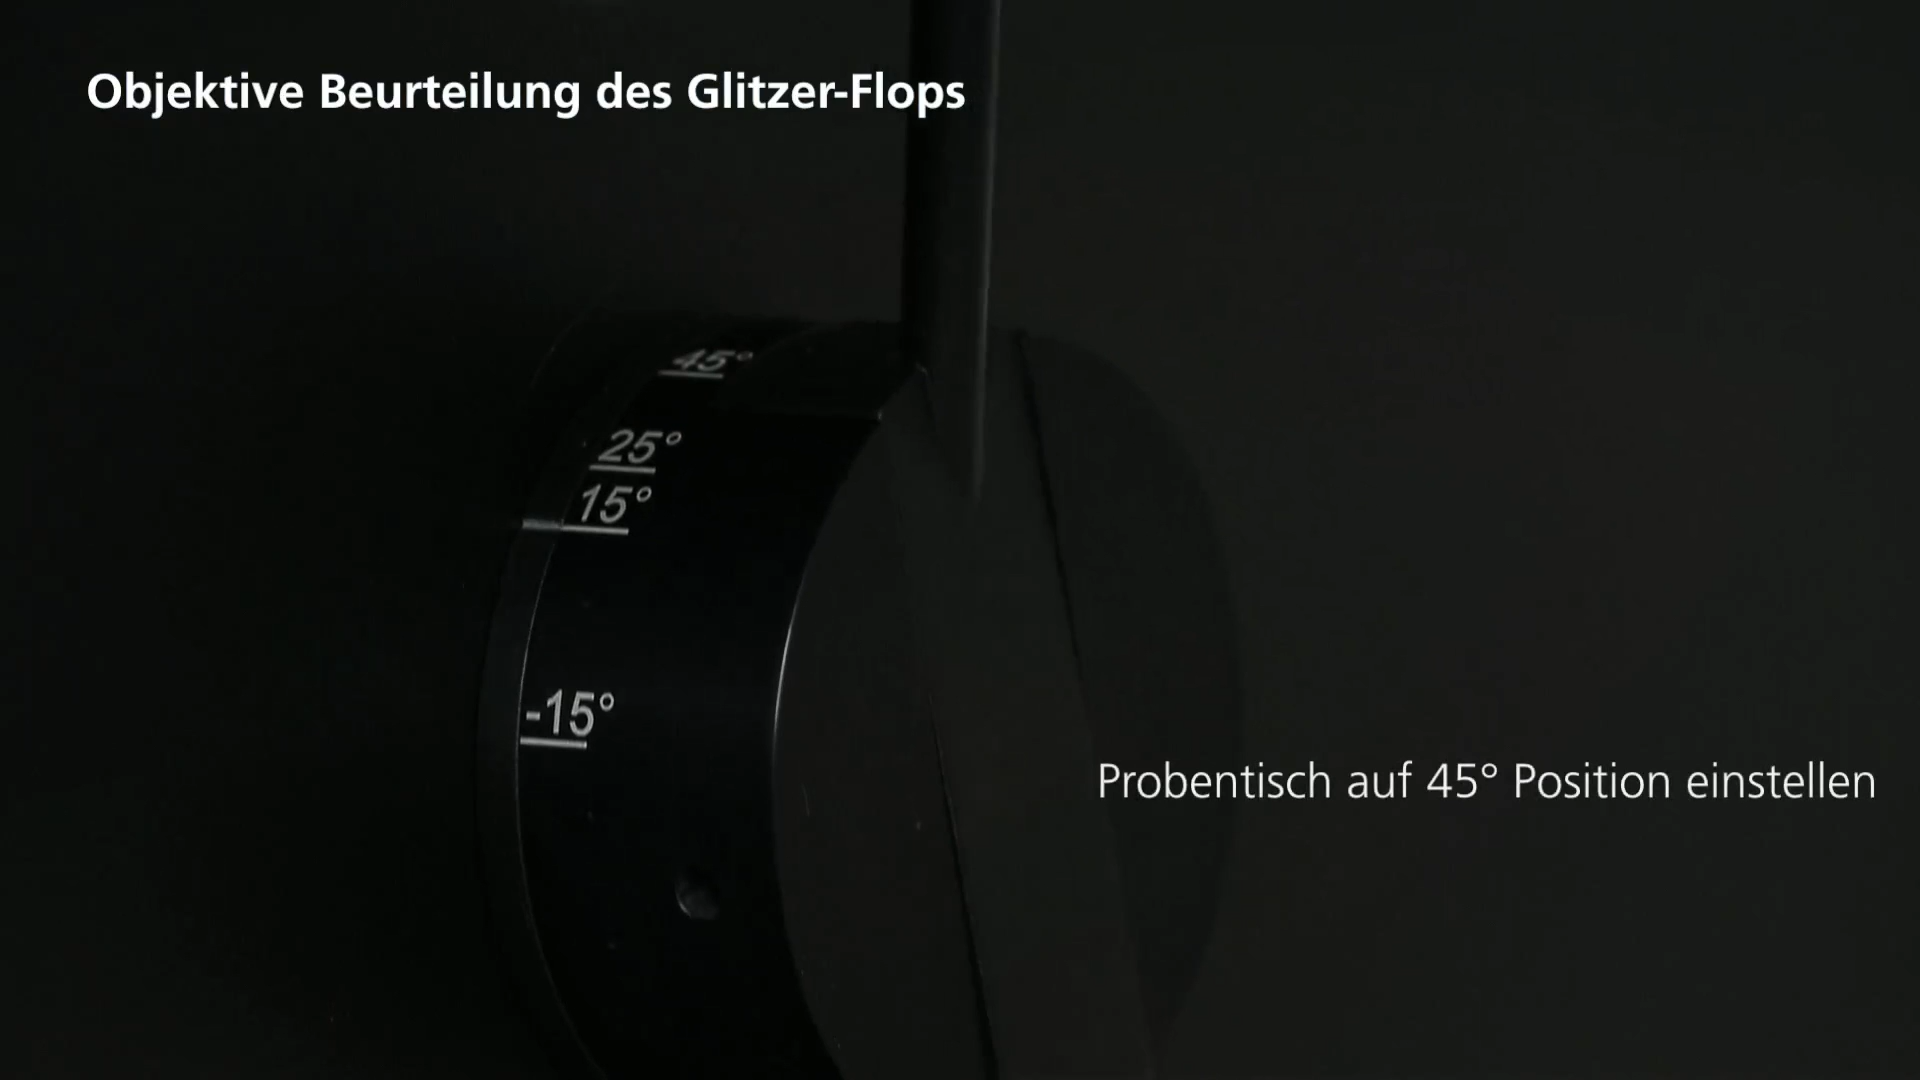 Objektive Beurteilung des Glitzer-Flops
45°
25°
15°
-15°
Probentisch auf 45° Position einstellen